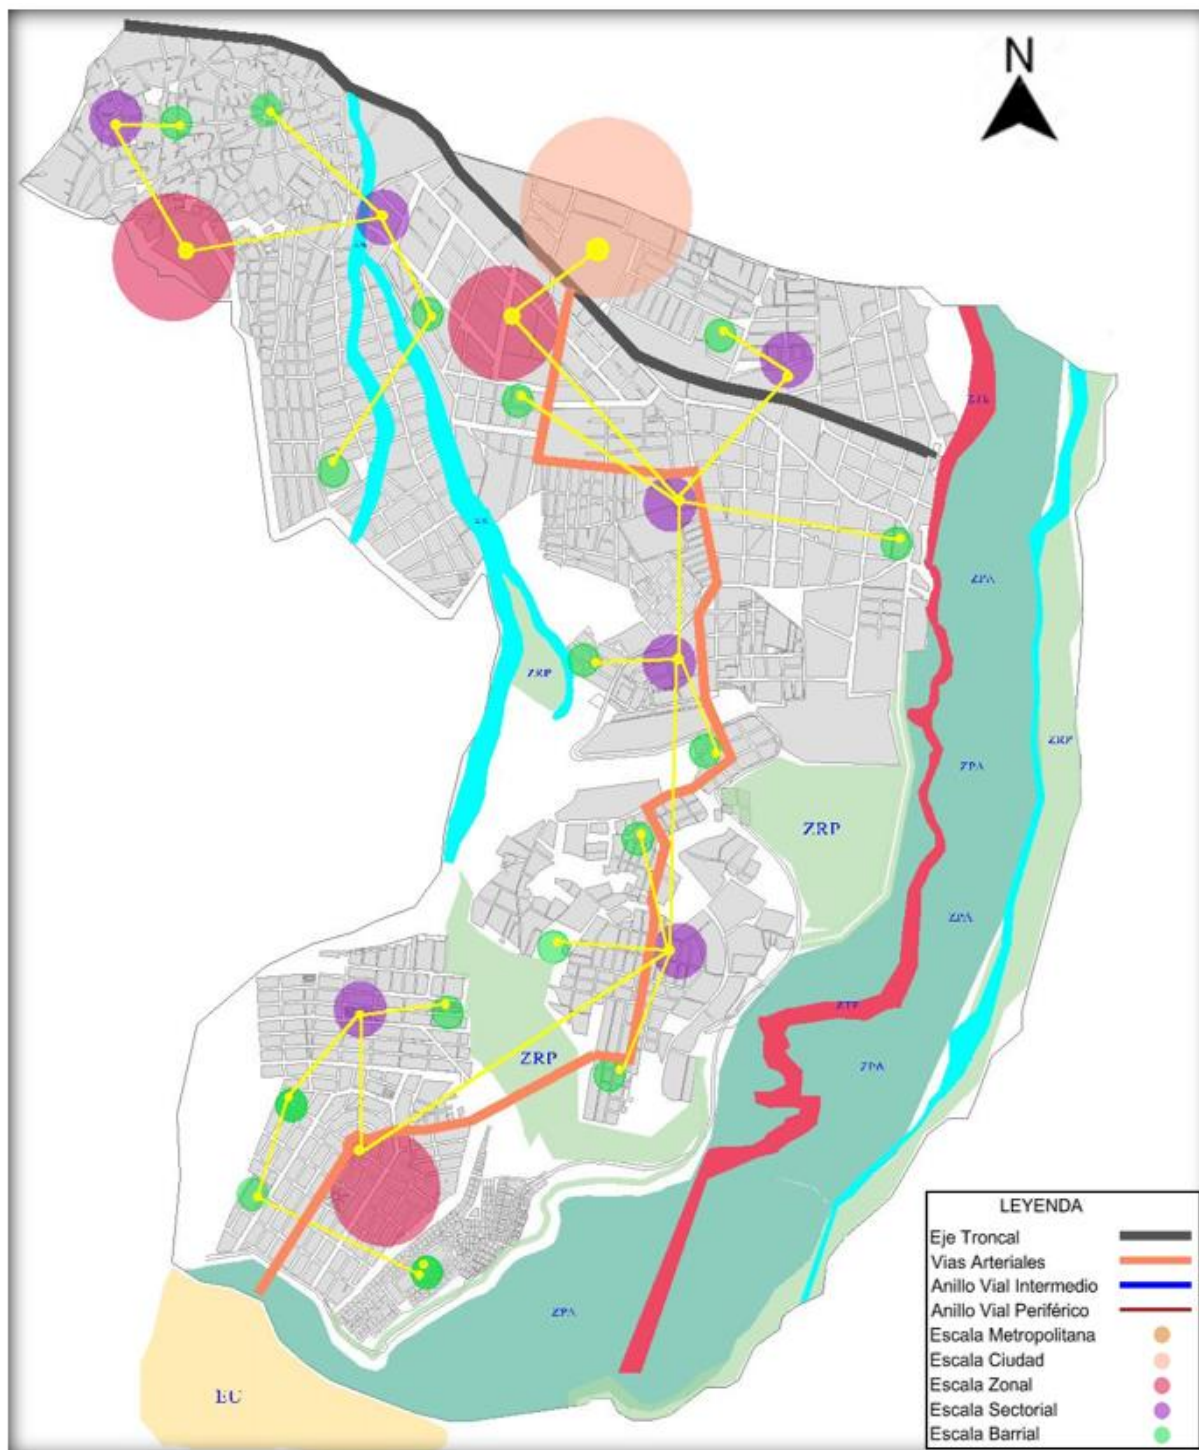 N
ZRP
ZPA
ZRP
ZPA
ZRP
ZPA
ZRP
ZPA
ZPA
EU
LEYENDA
Eje Troncal
Vias Arteriales
Anillo Vial Intermedio
Anillo Vial Periférico
Escala Metropolitana
Escala Ciudad
Escala Zonal
Escala Sectorial
Escala Barrial